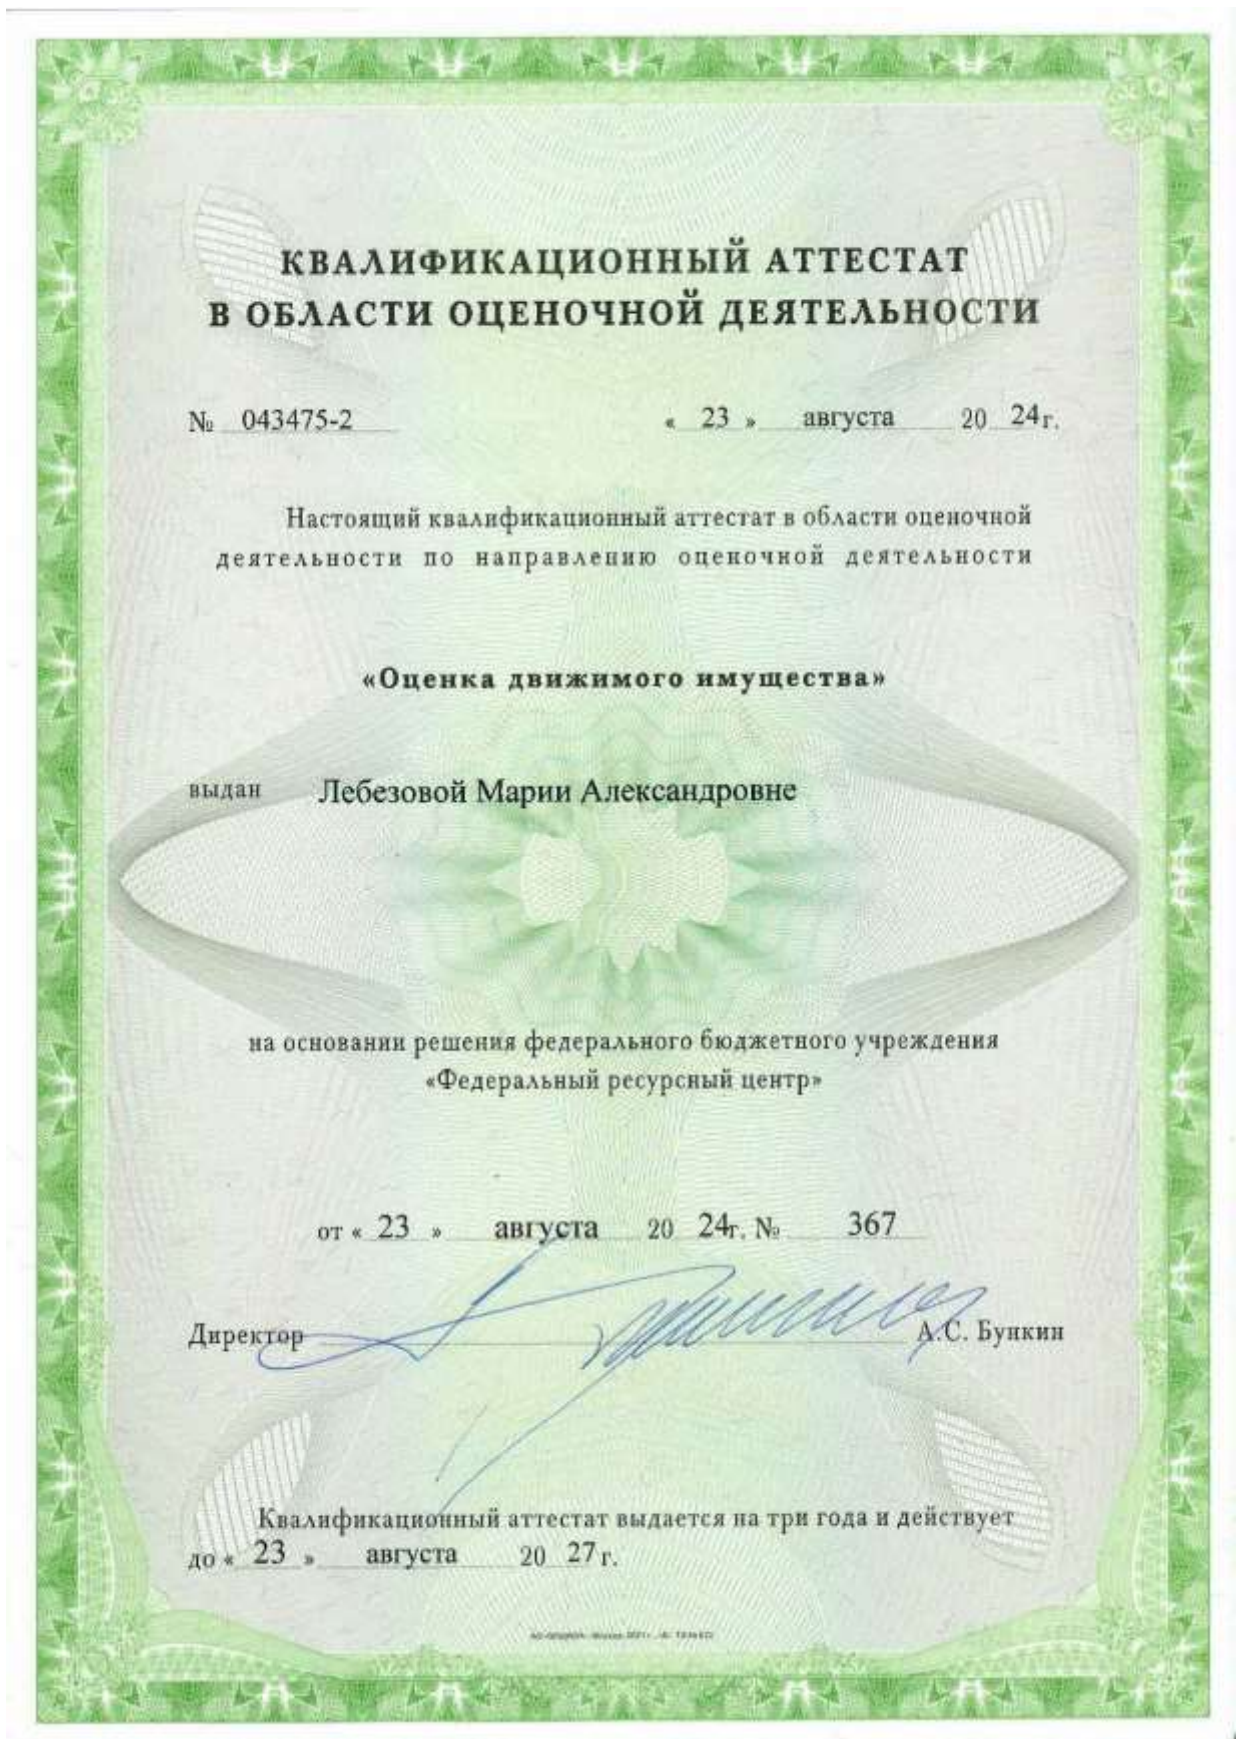 КВАЛИФИКАЦИОННЫЙ АТТЕСТАТ
В ОБЛАСТИ ОЦЕНОЧНОЙ ДЕЯТЕЛЬНОСТИ
№ 043475-2 « 23 » августа 20 24 г.
Настоящий квалификационный аттестат в области оценочной
деятельности по направлению оценочной деятельности
«Оценка движимого имущества»
выдан Лебезовой Марии Александровне
на основании решения федерального бюджетного учреждения
«Федеральный ресурсный центр»
от « 23 » августа 20 24г. № 367
Директор А.С. Бункин
Квалификационный аттестат выдается на три года и действует
до « 23 » августа 20 27 г.